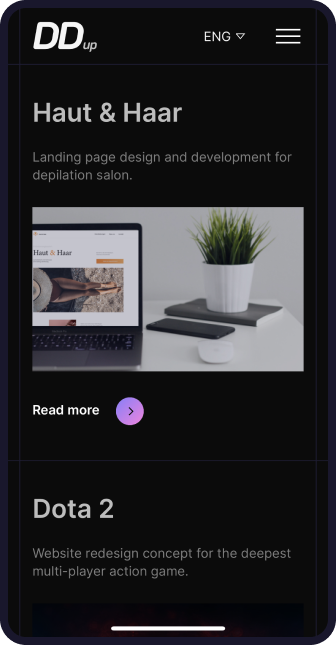 DDup
ENG
Haut & Haar
Landing page design and development for
depilation salon.
Haut & Haar
Read more
Dota 2
Website redesign concept for the deepest
multi-player action game.